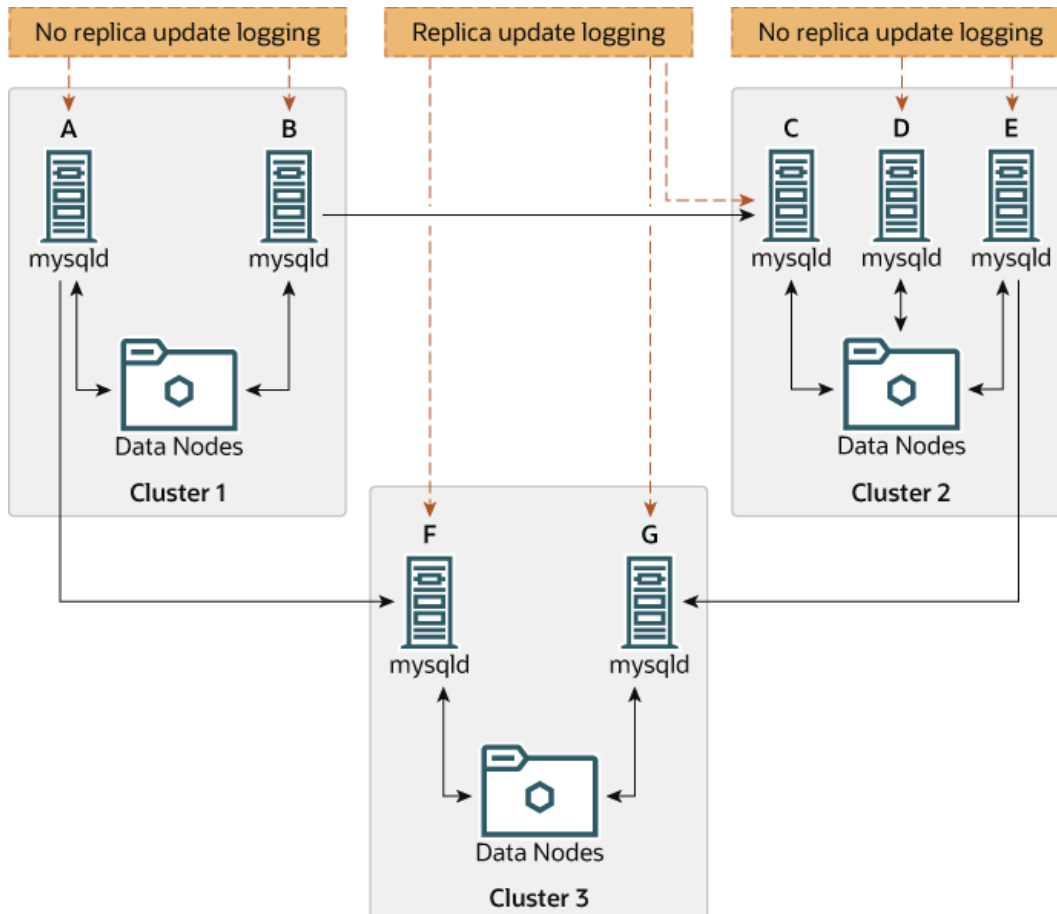 No replica update logging
Replica update logging
No replica update logging
A
B
C
D
E
mysqld
mysqld
mysqld
mysqld
mysqld
Data Nodes
Data Nodes
Cluster 1
Cluster 2
F
G
mysqld
mysqld
Data Nodes
Cluster 3